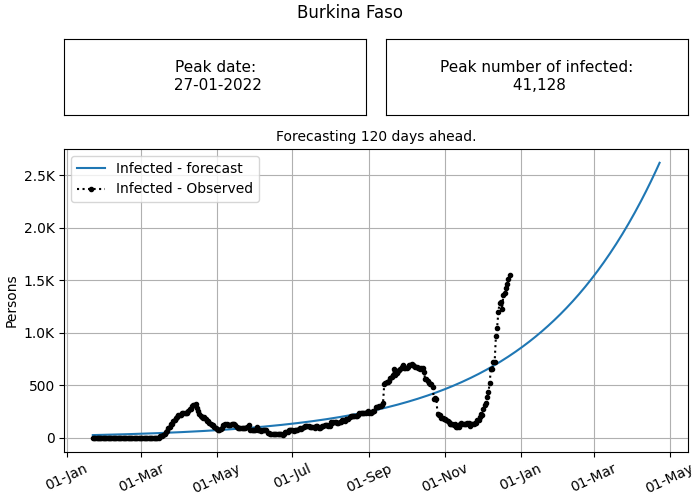 Burkina Faso
Peak date:
27-01-2022
Peak number of infected:
41,128
Forecasting 120 days ahead.
Infected - forecast
Infected - Observed
2.5K
2.0K
1.5K
1.0K
500
0
Persons
01-Jan
01-Mar
01-May
01-Jul
01-Sep
01-Nov
01-Jan
01-Mar
01-May